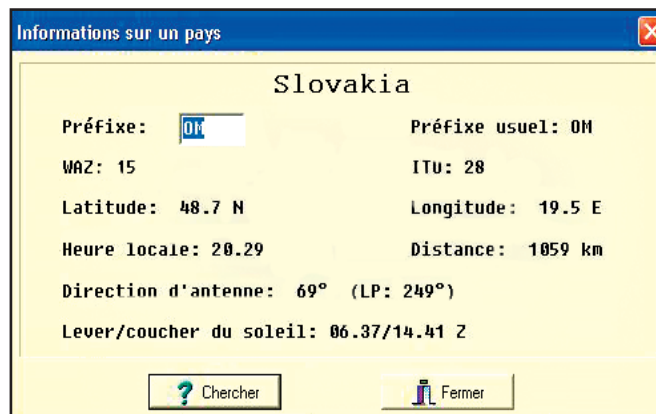 Informations sur un pays
Slovakia
Préfixe: OM Préfixe usuel: OM
WAZ: 15 ITU: 28
Latitude: 48.7 N Longitude: 19.5 E
Heure locale: 20.29 Distance: 1059 km
Direction d'antenne: 69° (LP: 249°)
Lever/coucher du soleil: 06.37/14.41 Z
Chercher Fermer